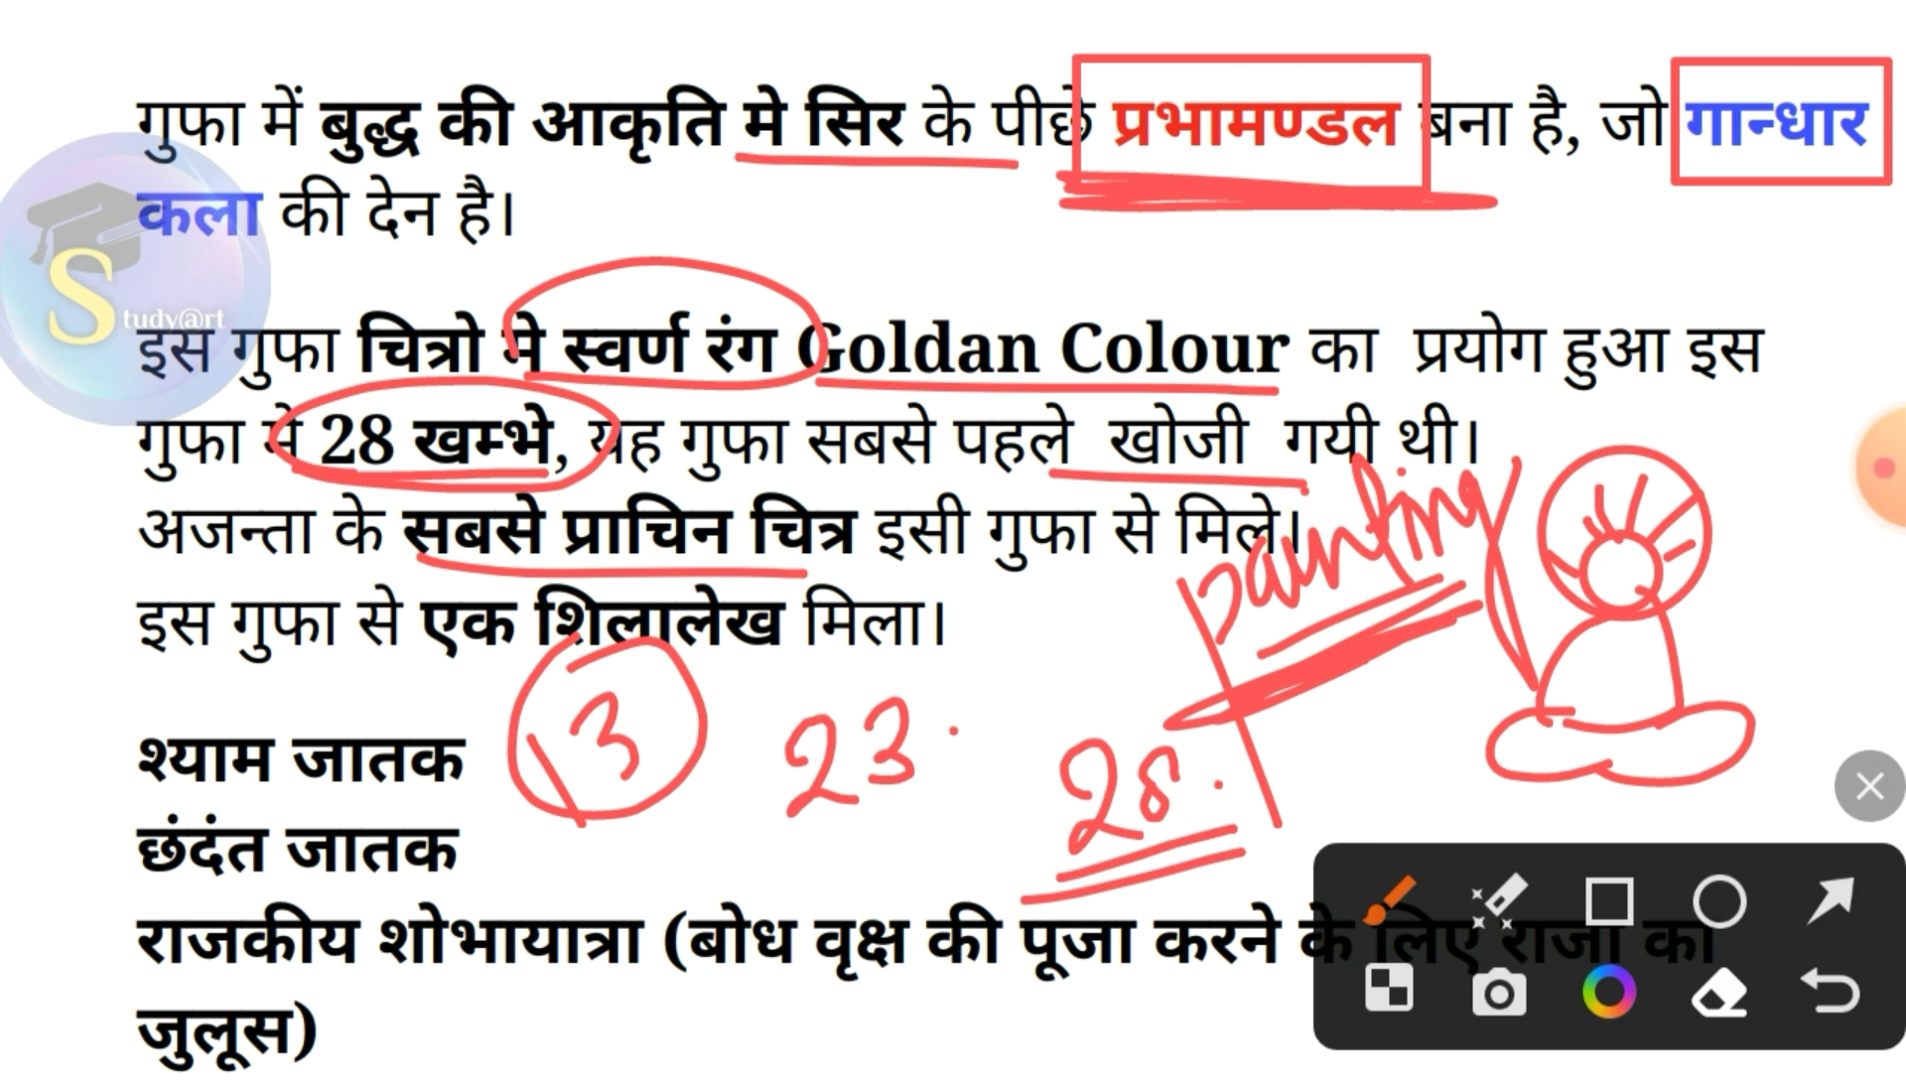 गुफा में बुद्ध की आकृति मे सिर के पीछे प्रभामण्डल बना है, जो गान्धार
कला की देन है।
Study@rt
इस गुफा चित्रो मे स्वर्ण रंग Goldan Colour का प्रयोग हुआ इस
गुफा मे 28 खम्भे, यह गुफा सबसे पहले खोजी गयी थी।
अजन्ता के सबसे प्राचिन चित्र इसी गुफा से मिले।
painting
इस गुफा से एक शिलालेख मिला।
3 23. 28.
श्याम जातक
छंदंत जातक
राजकीय शोभायात्रा (बोध वृक्ष की पूजा करने के लिए राजा का
जुलूस)